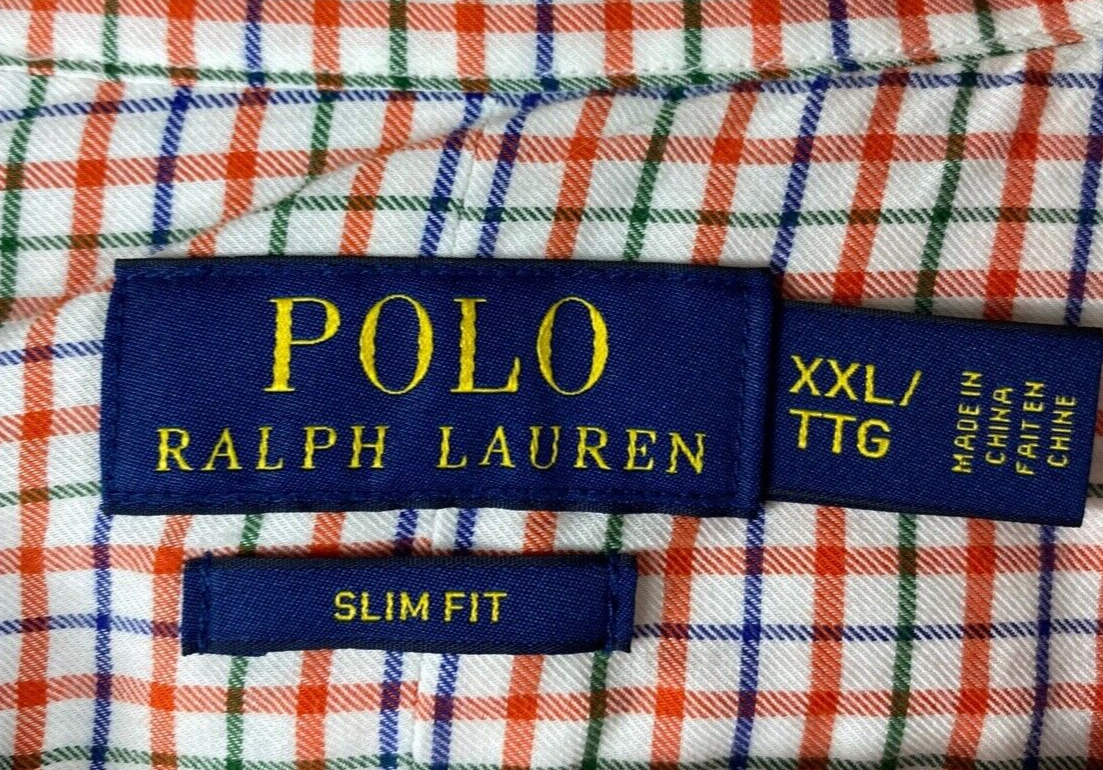 POLO
RALPH LAUREN
XXL/
TTG
MADE IN
CHINA
FAIT EN
CHINE
SLIM FIT